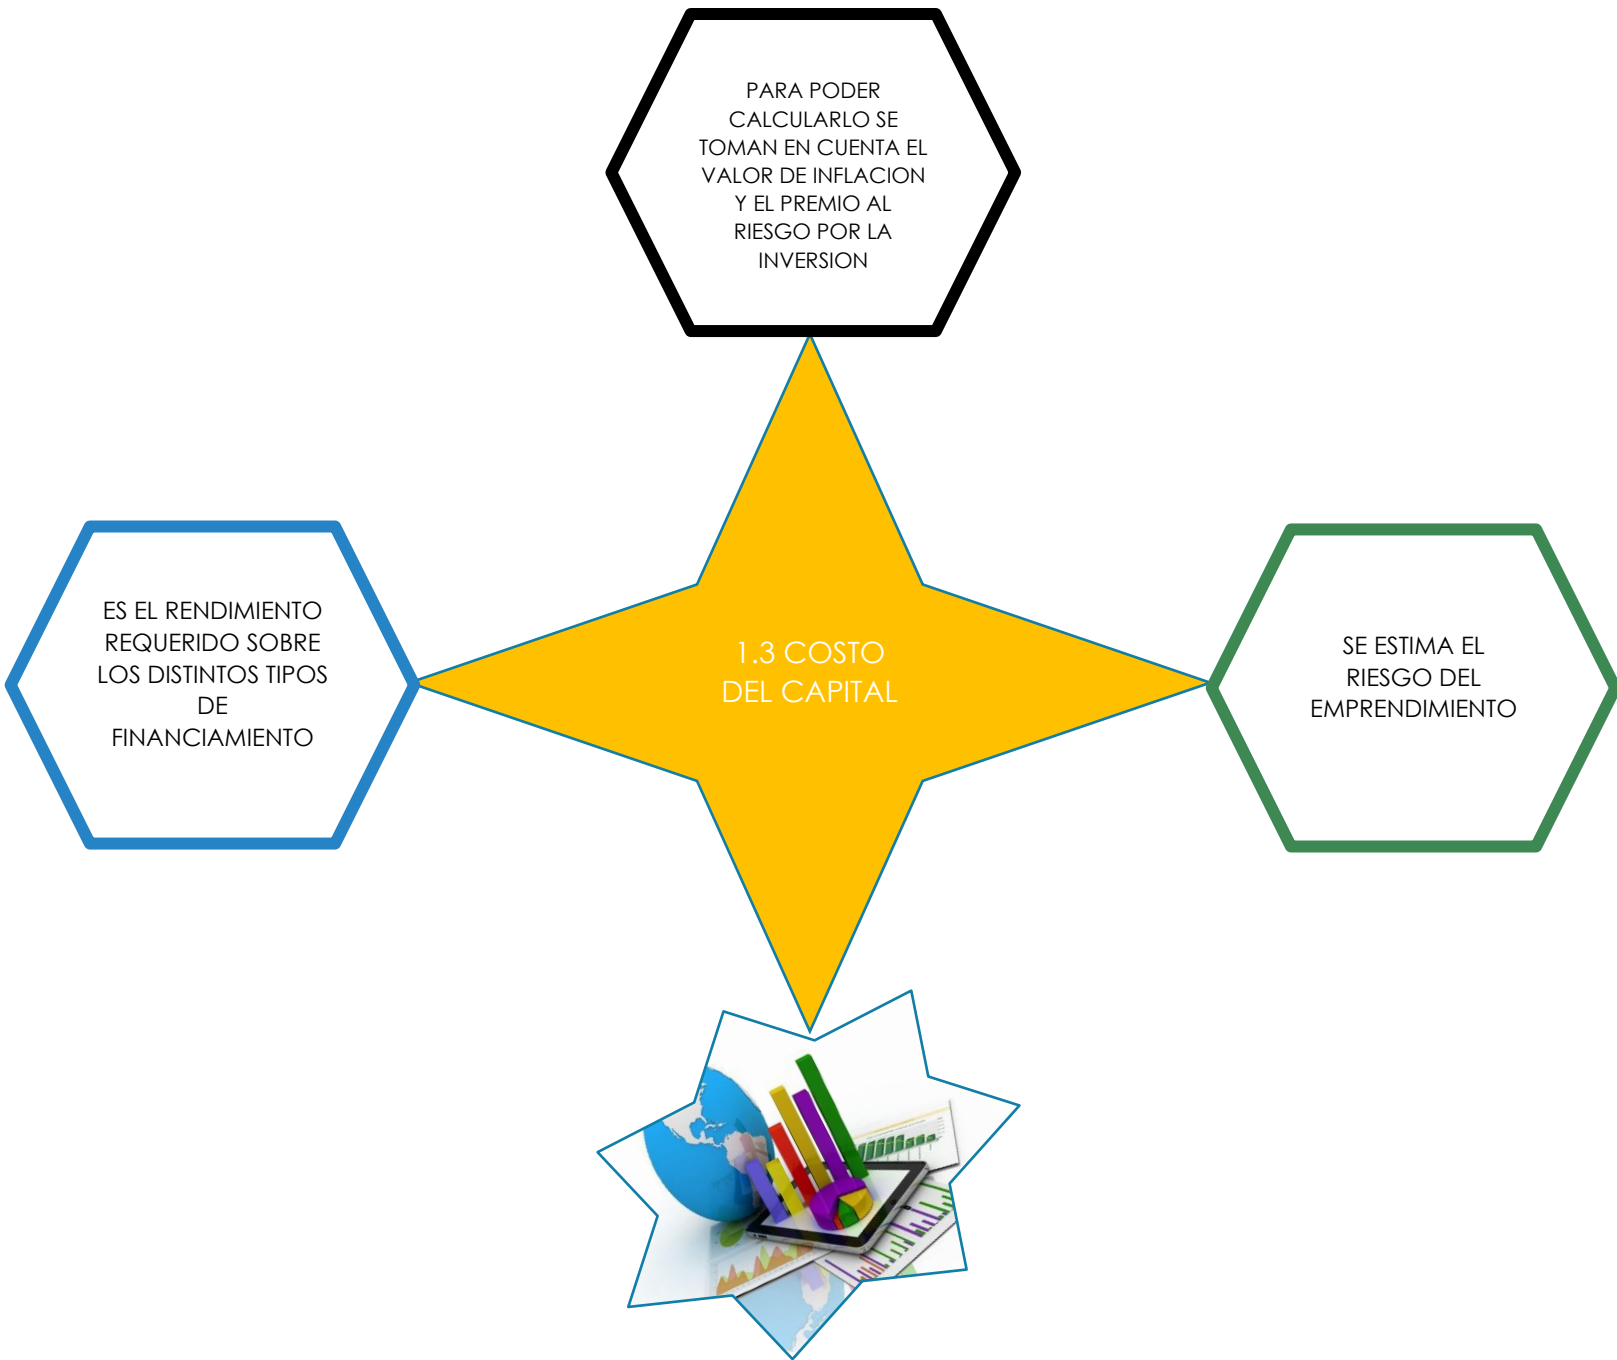 PARA PODER
CALCULARLO SE
TOMAN EN CUENTA EL
VALOR DE INFLACION
Y EL PREMIO AL
RIESGO POR LA
INVERSION
ES EL RENDIMIENTO
REQUERIDO SOBRE
LOS DISTINTOS TIPOS
DE
FINANCIAMIENTO
1.3 COSTO
DEL CAPITAL
SE ESTIMA EL
RIESGO DEL
EMPRENDIMIENTO